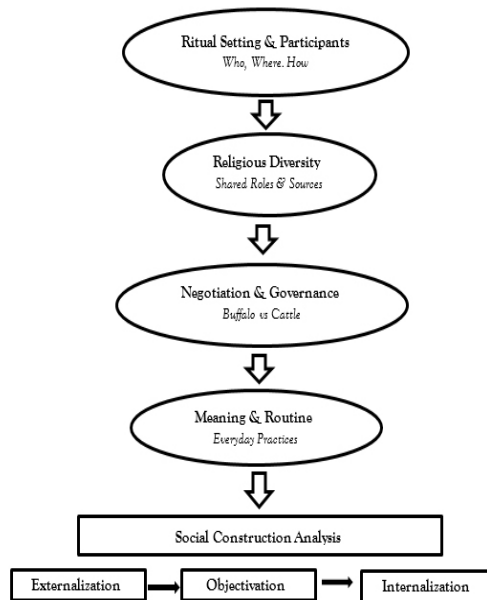 Ritual Setting & Participants
Who, Where. How
Religious Diversity
Shared Roles & Sources
Negotiation & Governance
Buffalo vs Cattle
Meaning & Routine
Everyday Practices
Social Construction Analysis
Externalization
Objectivation
Internalization